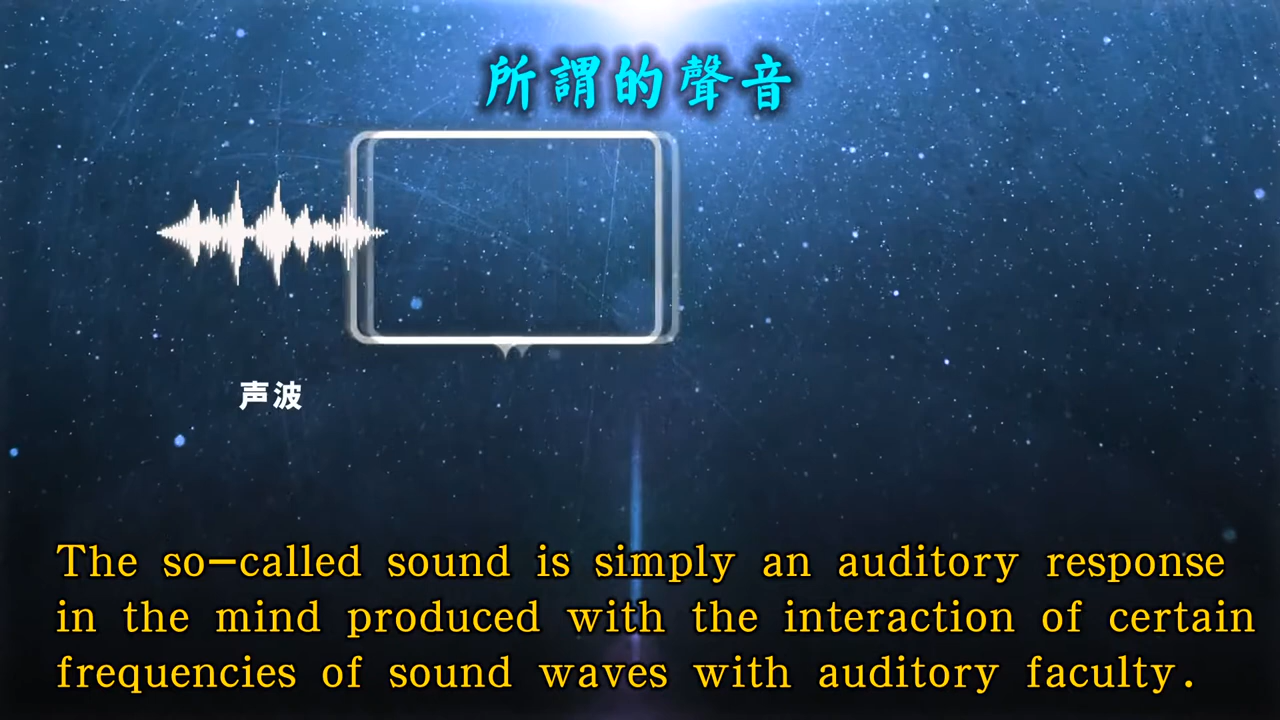 所謂的聲音
声波
The so-called sound is simply an auditory response
in the mind produced with the interaction of certain
frequencies of sound waves with auditory faculty.